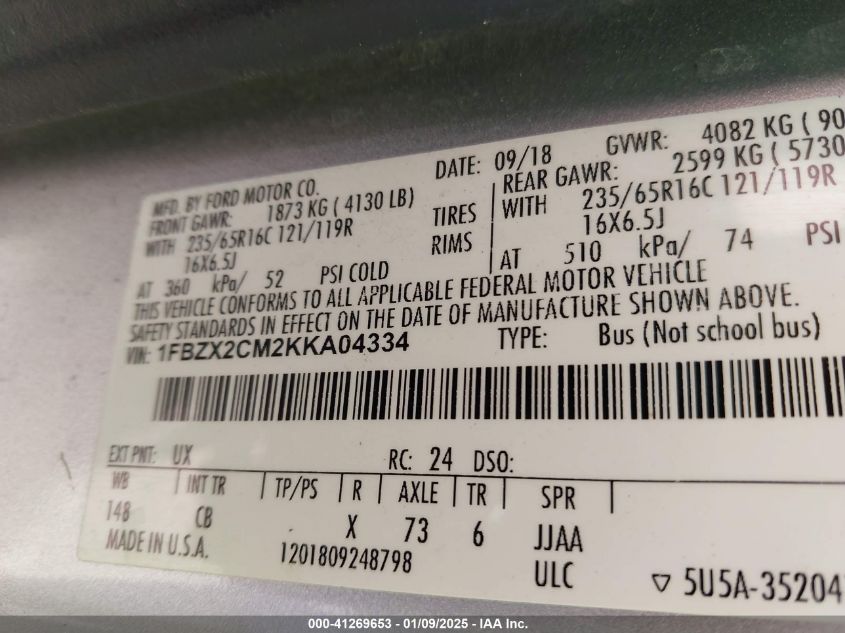 MFD. BY FORD MOTOR CO. DATE: 09/18 GVWR: 4082 KG ( 90
FRONT GAWR: 1873 KG ( 4130 LB) REAR GAWR: 2599 KG ( 5730
WITH 235/65R16C 121/119R TIRES WITH 235/65R16C 121/119R
16X6.5J RIMS 16X6.5J
AT 360 kPa/ 52 PSI COLD AT 510 kPa/ 74 PSI
THIS VEHICLE CONFORMS TO ALL APPLICABLE FEDERAL MOTOR VEHICLE
SAFETY STANDARDS IN EFFECT ON THE DATE OF MANUFACTURE SHOWN ABOVE.
VIN: 1FBZX2CM2KKA04334 TYPE: Bus (Not school bus)
EXT PNT: UX RC: 24 DSO:
WB INT TR TP/PS R AXLE TR SPR
148 CB X 73 6 JJAA
MADE IN U.S.A. 1201809248798 ULC
▽ 5U5A-35204
000-41269653 - 01/09/2025 - IAA Inc.